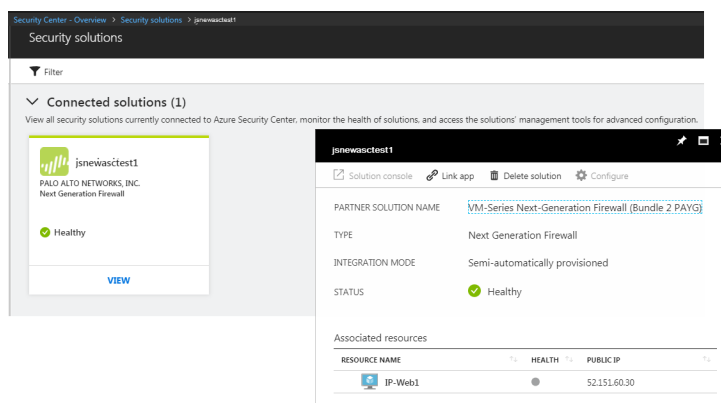 Security Center - Overview > Security solutions > jsnewasctest1
Security solutions
Filter
Connected solutions (1)
View all security solutions currently connected to Azure Security Center, monitor the health of solutions, and access the solutions' management tools for advanced configuration.
jsnewasctest1
PALO ALTO NETWORKS, INC.
Next Generation Firewall
Healthy
VIEW
jsnewasctest1
Solution console Link app Delete solution Configure
PARTNER SOLUTION NAME VM-Series Next-Generation Firewall (Bundle 2 PAYG)
TYPE Next Generation Firewall
INTEGRATION MODE Semi-automatically provisioned
STATUS Healthy
Associated resources
RESOURCE NAME HEALTH PUBLIC IP
IP-Web1 52.151.60.30